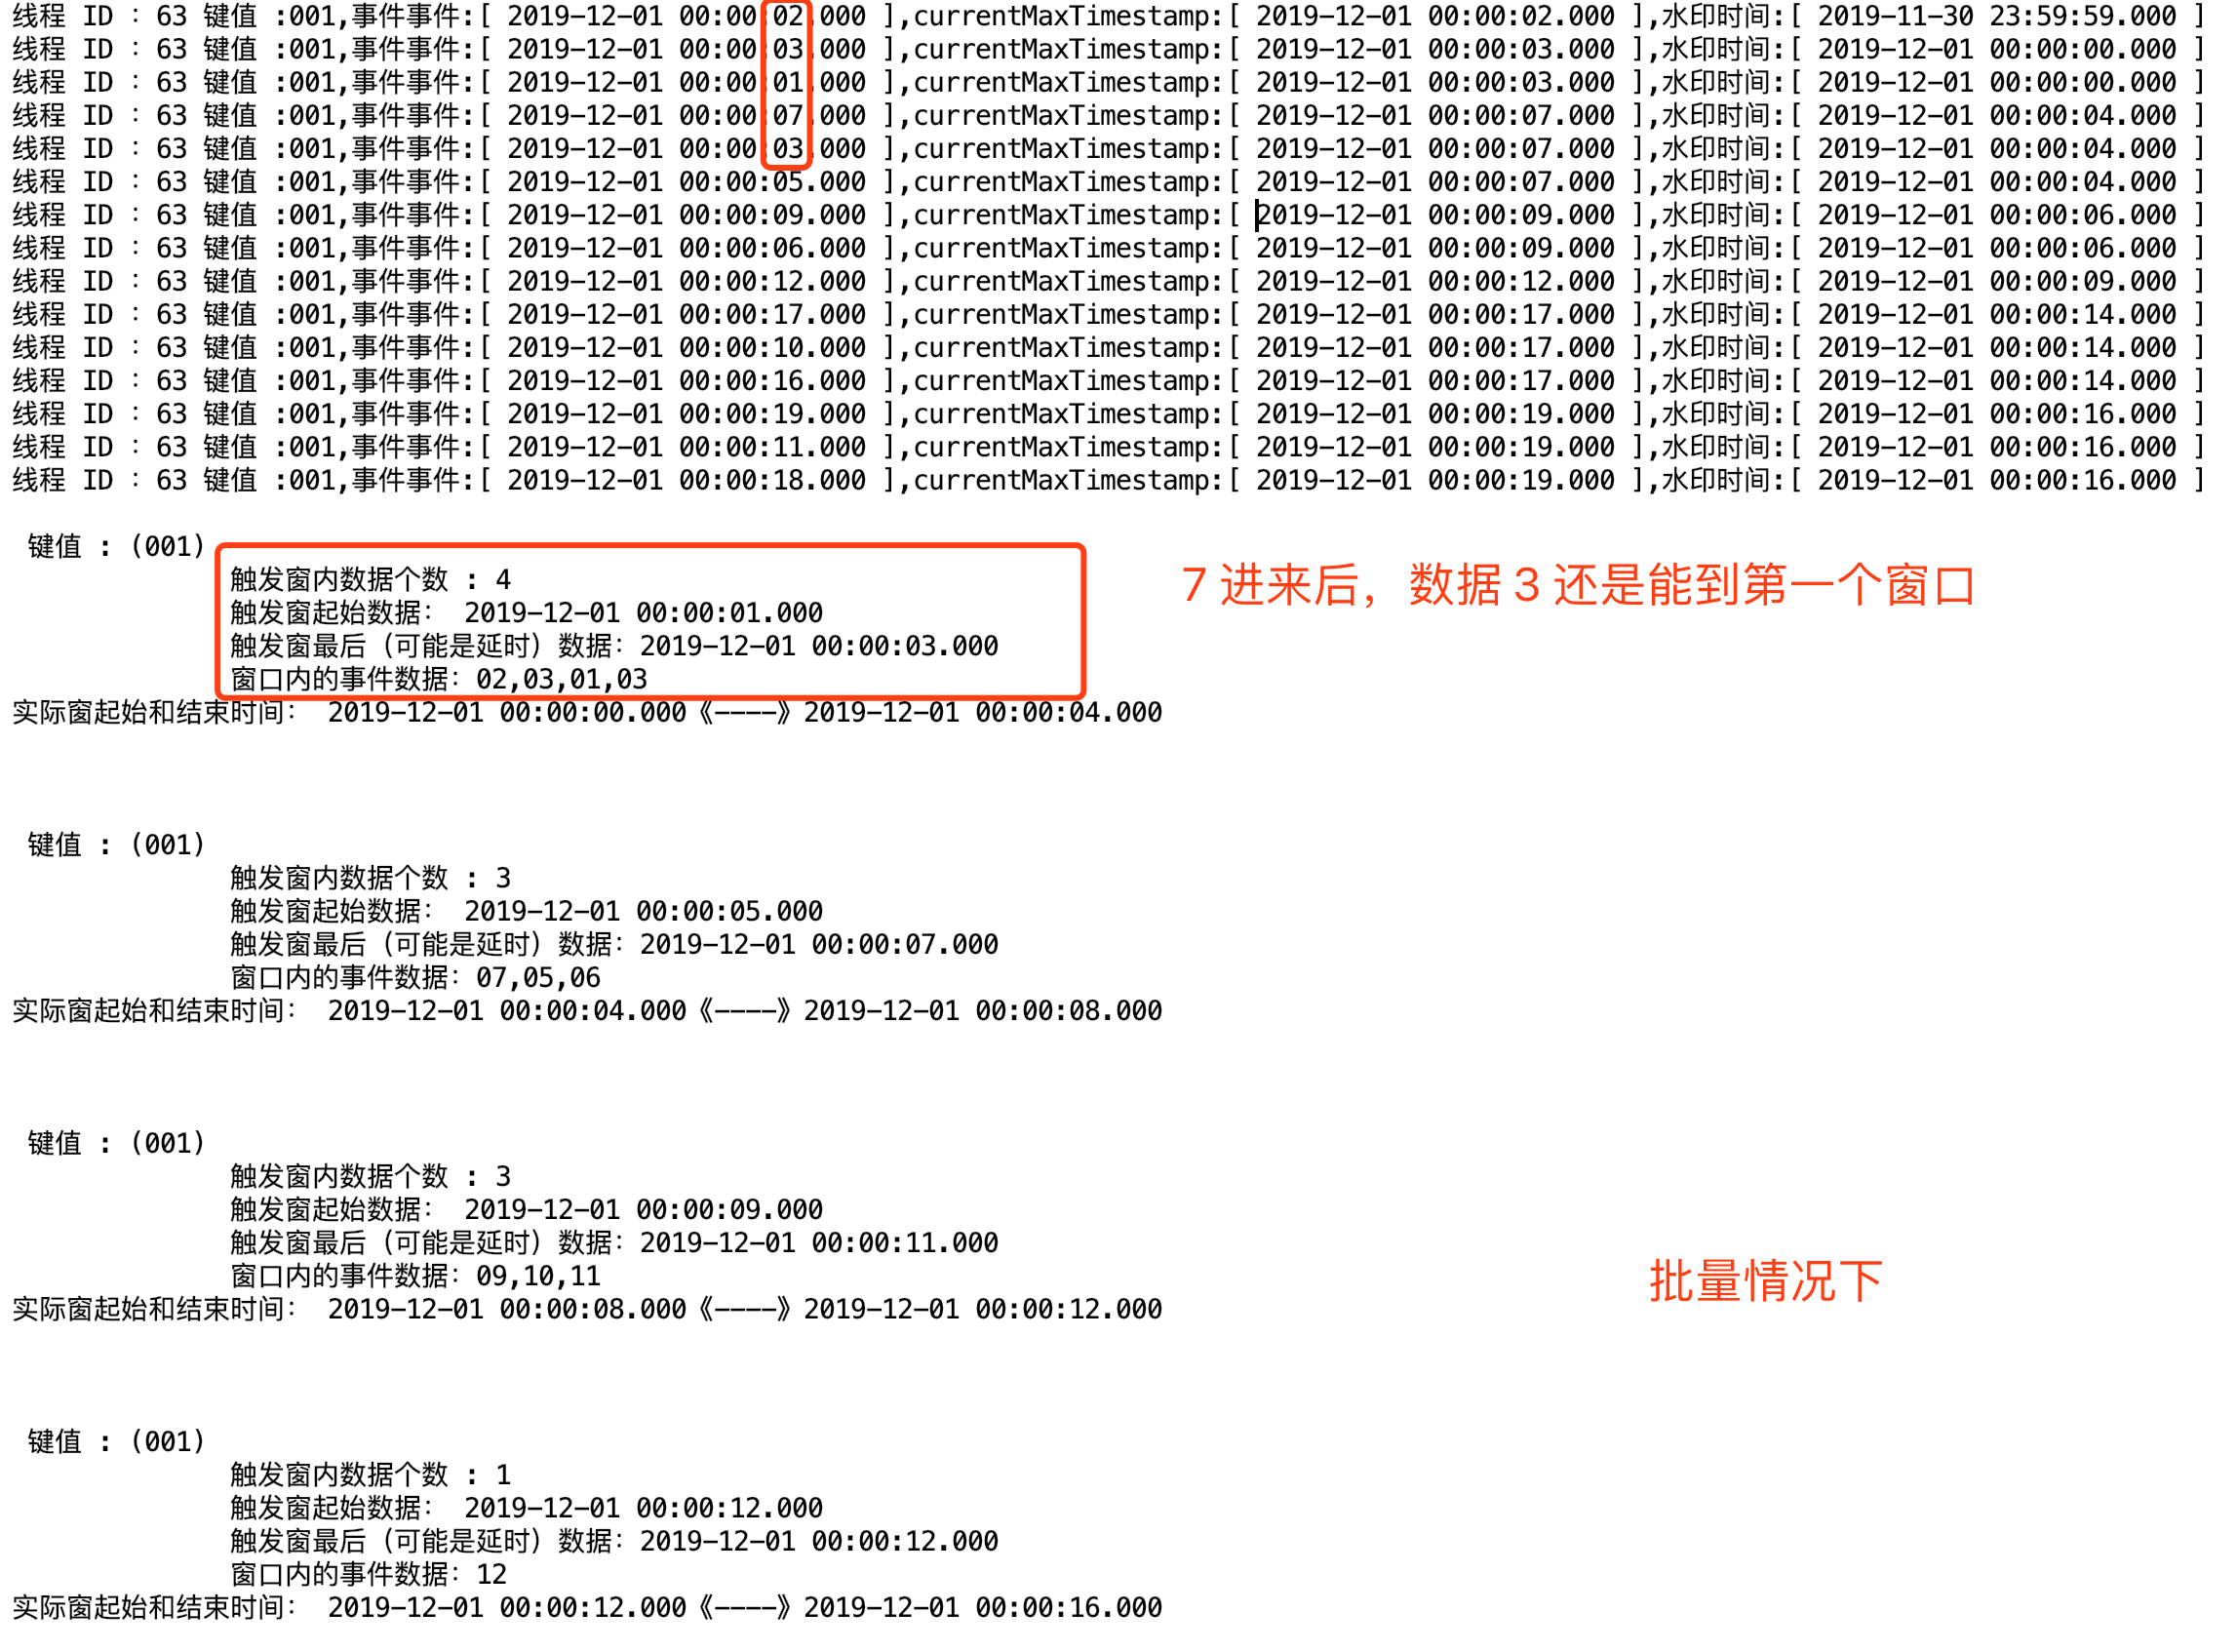 线程 ID : 63 键值 :001,事件事件:[ 2019-12-01 00:00:02.000 ],currentMaxTimestamp:[ 2019-12-01 00:00:02.000 ],水印时间:[ 2019-11-30 23:59:59.000 ]
线程 ID : 63 键值 :001,事件事件:[ 2019-12-01 00:00:03.000 ],currentMaxTimestamp:[ 2019-12-01 00:00:03.000 ],水印时间:[ 2019-12-01 00:00:00.000 ]
线程 ID : 63 键值 :001,事件事件:[ 2019-12-01 00:00:01.000 ],currentMaxTimestamp:[ 2019-12-01 00:00:03.000 ],水印时间:[ 2019-12-01 00:00:00.000 ]
线程 ID : 63 键值 :001,事件事件:[ 2019-12-01 00:00:07.000 ],currentMaxTimestamp:[ 2019-12-01 00:00:07.000 ],水印时间:[ 2019-12-01 00:00:04.000 ]
线程 ID : 63 键值 :001,事件事件:[ 2019-12-01 00:00:03.000 ],currentMaxTimestamp:[ 2019-12-01 00:00:07.000 ],水印时间:[ 2019-12-01 00:00:04.000 ]
线程 ID : 63 键值 :001,事件事件:[ 2019-12-01 00:00:05.000 ],currentMaxTimestamp:[ 2019-12-01 00:00:07.000 ],水印时间:[ 2019-12-01 00:00:04.000 ]
线程 ID : 63 键值 :001,事件事件:[ 2019-12-01 00:00:09.000 ],currentMaxTimestamp:[ 2019-12-01 00:00:09.000 ],水印时间:[ 2019-12-01 00:00:06.000 ]
线程 ID : 63 键值 :001,事件事件:[ 2019-12-01 00:00:06.000 ],currentMaxTimestamp:[ 2019-12-01 00:00:09.000 ],水印时间:[ 2019-12-01 00:00:06.000 ]
线程 ID : 63 键值 :001,事件事件:[ 2019-12-01 00:00:12.000 ],currentMaxTimestamp:[ 2019-12-01 00:00:12.000 ],水印时间:[ 2019-12-01 00:00:09.000 ]
线程 ID : 63 键值 :001,事件事件:[ 2019-12-01 00:00:17.000 ],currentMaxTimestamp:[ 2019-12-01 00:00:17.000 ],水印时间:[ 2019-12-01 00:00:14.000 ]
线程 ID : 63 键值 :001,事件事件:[ 2019-12-01 00:00:10.000 ],currentMaxTimestamp:[ 2019-12-01 00:00:17.000 ],水印时间:[ 2019-12-01 00:00:14.000 ]
线程 ID : 63 键值 :001,事件事件:[ 2019-12-01 00:00:16.000 ],currentMaxTimestamp:[ 2019-12-01 00:00:17.000 ],水印时间:[ 2019-12-01 00:00:14.000 ]
线程 ID : 63 键值 :001,事件事件:[ 2019-12-01 00:00:19.000 ],currentMaxTimestamp:[ 2019-12-01 00:00:19.000 ],水印时间:[ 2019-12-01 00:00:16.000 ]
线程 ID : 63 键值 :001,事件事件:[ 2019-12-01 00:00:11.000 ],currentMaxTimestamp:[ 2019-12-01 00:00:19.000 ],水印时间:[ 2019-12-01 00:00:16.000 ]
线程 ID : 63 键值 :001,事件事件:[ 2019-12-01 00:00:18.000 ],currentMaxTimestamp:[ 2019-12-01 00:00:19.000 ],水印时间:[ 2019-12-01 00:00:16.000 ]
键值 : (001)
触发窗内数据个数 : 4
7 进来后，数据 3 还是能到第一个窗口
触发窗起始数据： 2019-12-01 00:00:01.000
触发窗最后（可能是延时）数据：2019-12-01 00:00:03.000
窗口内的事件数据：02,03,01,03
实际窗起始和结束时间： 2019-12-01 00:00:00.000《----》2019-12-01 00:00:04.000
键值 : (001)
触发窗内数据个数 : 3
触发窗起始数据： 2019-12-01 00:00:05.000
触发窗最后（可能是延时）数据：2019-12-01 00:00:07.000
窗口内的事件数据：07,05,06
实际窗起始和结束时间： 2019-12-01 00:00:04.000《----》2019-12-01 00:00:08.000
键值 : (001)
触发窗内数据个数 : 3
触发窗起始数据： 2019-12-01 00:00:09.000
触发窗最后（可能是延时）数据：2019-12-01 00:00:11.000
窗口内的事件数据：09,10,11
批量情况下
实际窗起始和结束时间： 2019-12-01 00:00:08.000《----》2019-12-01 00:00:12.000
键值 : (001)
触发窗内数据个数 : 1
触发窗起始数据： 2019-12-01 00:00:12.000
触发窗最后（可能是延时）数据：2019-12-01 00:00:12.000
窗口内的事件数据：12
实际窗起始和结束时间： 2019-12-01 00:00:12.000《----》2019-12-01 00:00:16.000